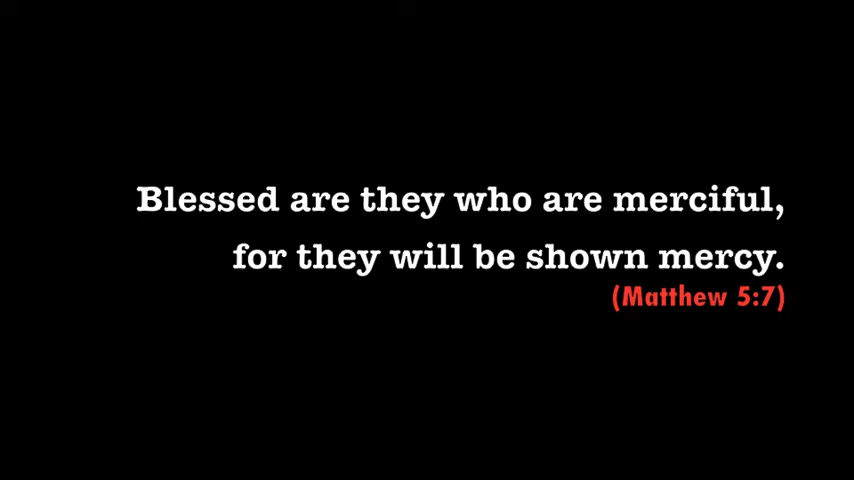 Blessed are they who are merciful,
for they will be shown mercy.
(Matthew 5:7)